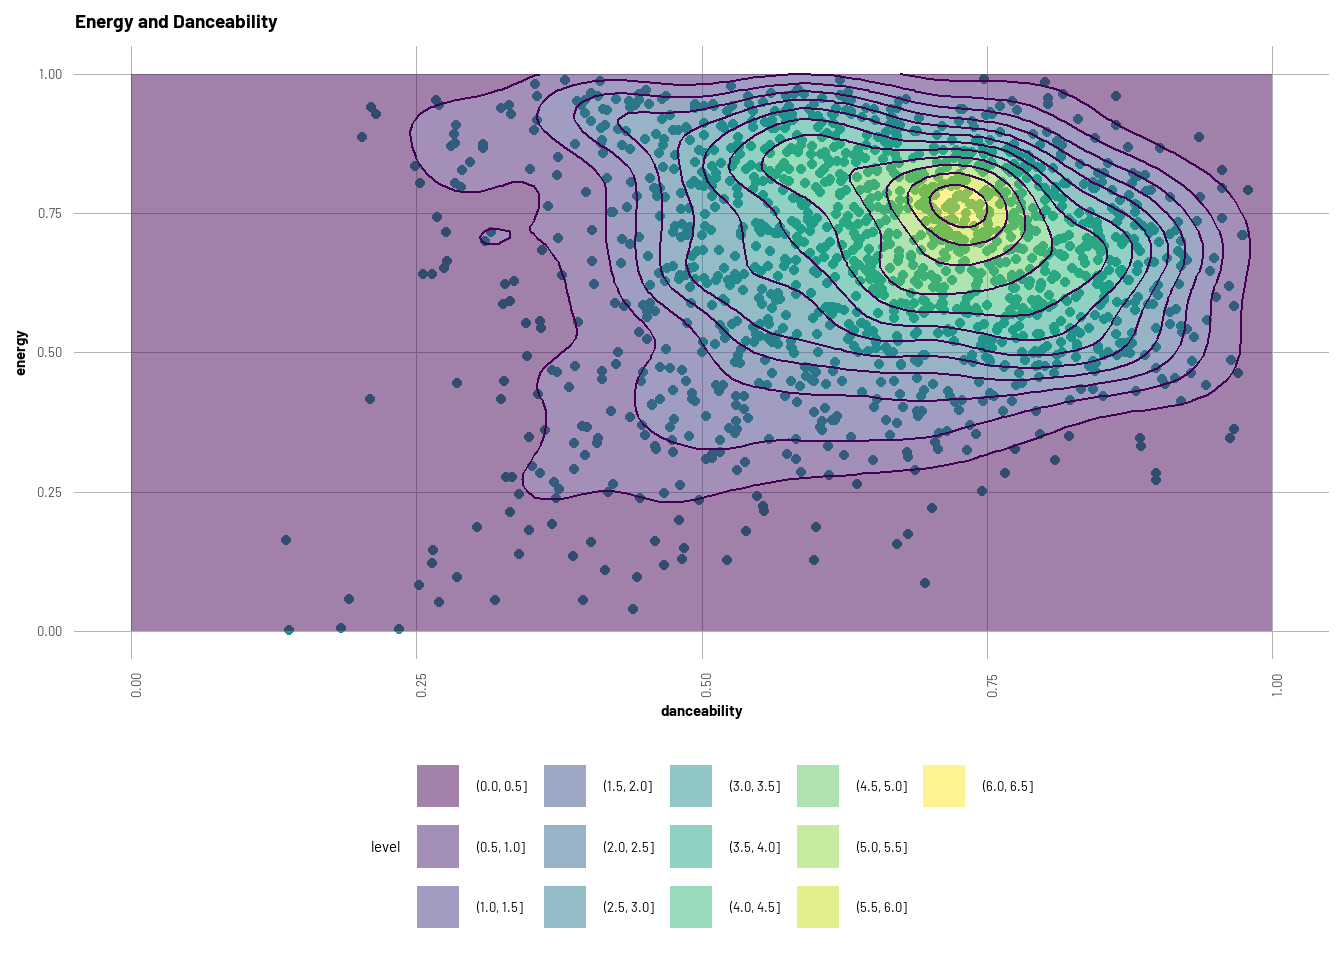 Energy and Danceability
1.00
0.75
0.50
0.25
0.00
energy
0.00 0.25 0.50 0.75 1.00
danceability
(0.0, 0.5] (1.5, 2.0] (3.0, 3.5] (4.5, 5.0] (6.0, 6.5]
level (0.5, 1.0] (2.0, 2.5] (3.5, 4.0] (5.0, 5.5]
(1.0, 1.5] (2.5, 3.0] (4.0, 4.5] (5.5, 6.0]